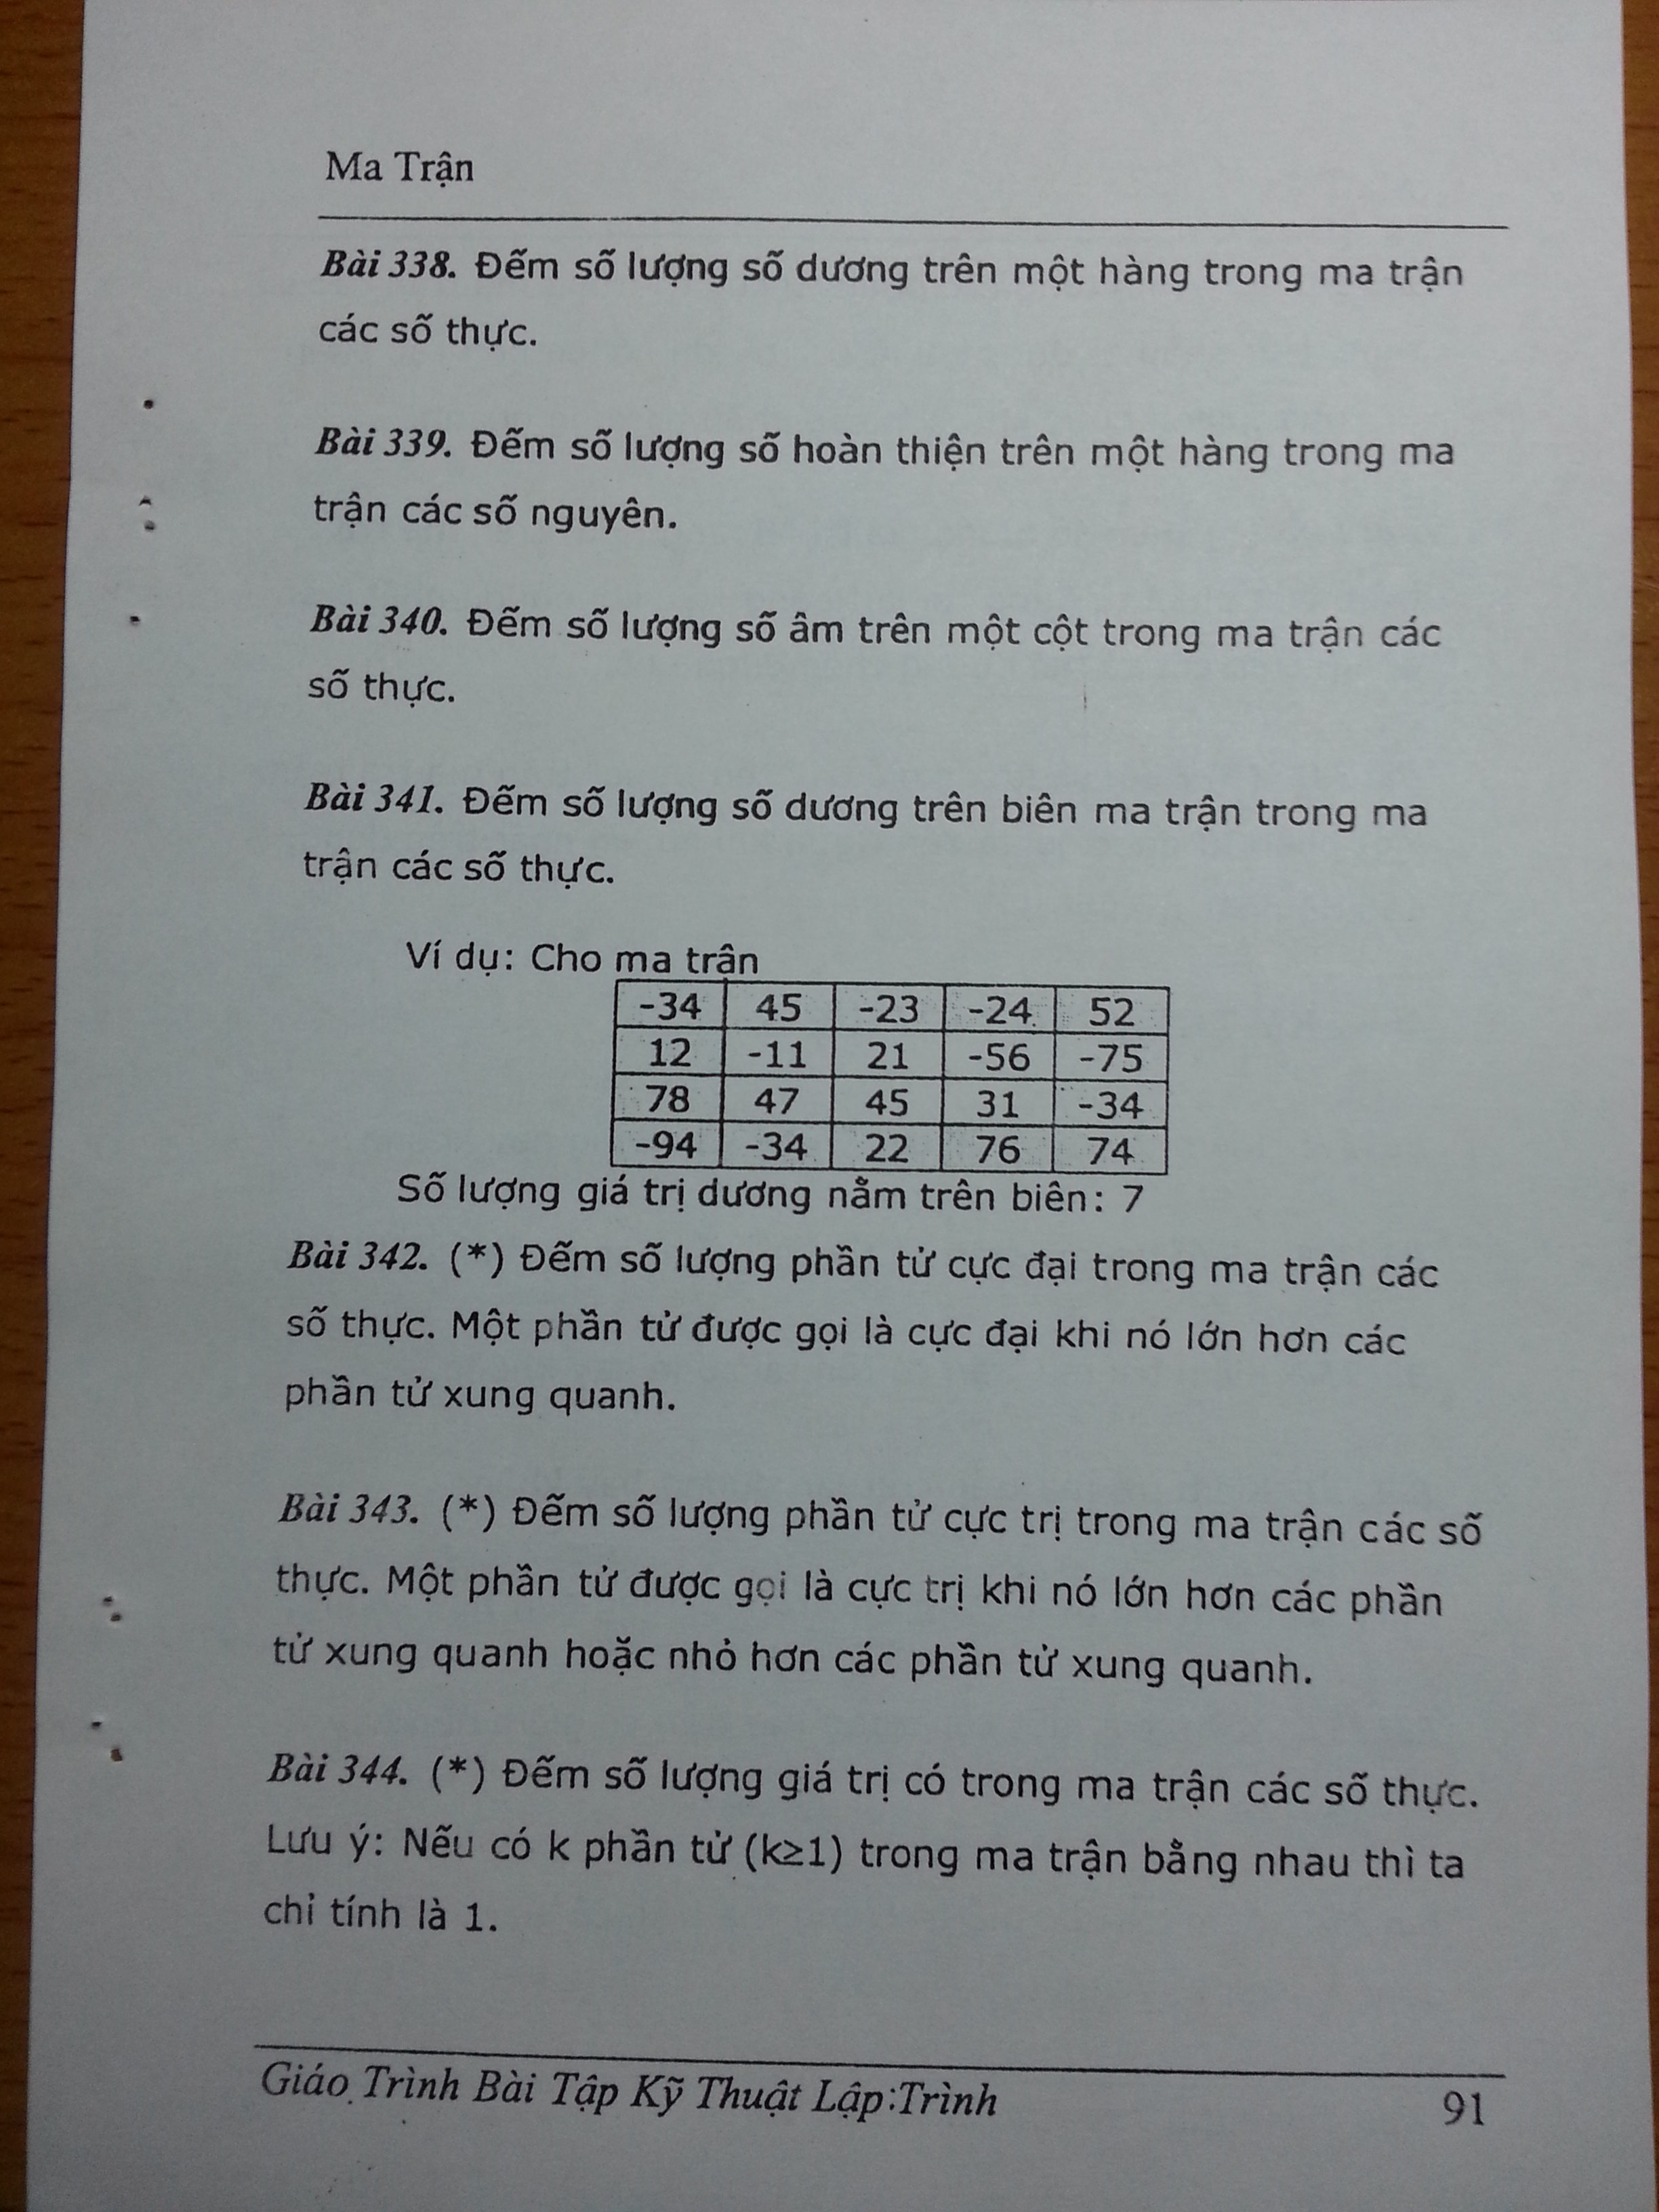 Ma Trận
Bài 338. Đếm số lượng số dương trên một hàng trong ma trận
các số thực.
Bài 339. Đếm số lượng số hoàn thiện trên một hàng trong ma
trận các số nguyên.
Bài 340. Đếm số lượng số âm trên một cột trong ma trận các
số thực.
Bài 341. Đếm số lượng số dương trên biên ma trận trong ma
trận các số thực.
Ví dụ: Cho ma trận
-34 45 -23 -24 52
12 -11 21 -56 -75
78 47 45 31 -34
-94 -34 22 76 74
Số lượng giá trị dương nằm trên biên: 7
Bài 342. (*) Đếm số lượng phần tử cực đại trong ma trận các
số thực. Một phần tử được gọi là cực đại khi nó lớn hơn các
phần tử xung quanh.
Bài 343. (*) Đếm số lượng phần tử cực trị trong ma trận các số
thực. Một phần tử được gọi là cực trị khi nó lớn hơn các phần
tử xung quanh hoặc nhỏ hơn các phần tử xung quanh.
Bài 344. (*) Đếm số lượng giá trị có trong ma trận các số thực.
Lưu ý: Nếu có k phần tử (k≥1) trong ma trận bằng nhau thì ta
chỉ tính là 1.
Giáo Trình Bài Tập Kỹ Thuật Lập Trình 91